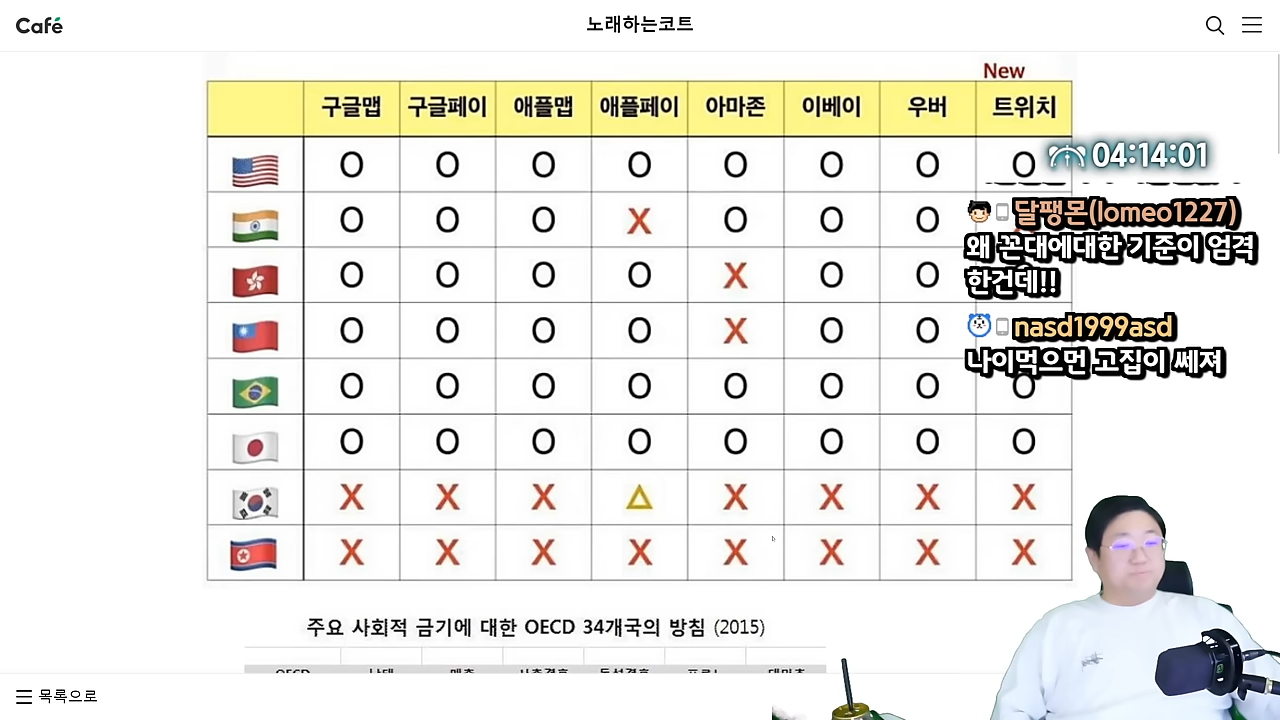 Café
노래하는코트
New
구글맵 구글페이 애플맵 애플페이 아마존 이베이 우버 트위치
O O O O O O O O
O O O X O O O
O O O O X O O
O O O O X O O
O O O O O O O O
O O O O O O O O
X X X △ X X X X
X X X X X X X X
04:14:01
달팽몬(lomeo1227)
왜 꼰대에대한 기준이 엄격
한건데!!
nasd1999asd
나이먹으먼 고집이 쎄져
주요 사회적 금기에 대한 OECD 34개국의 방침 (2015)
목록으로